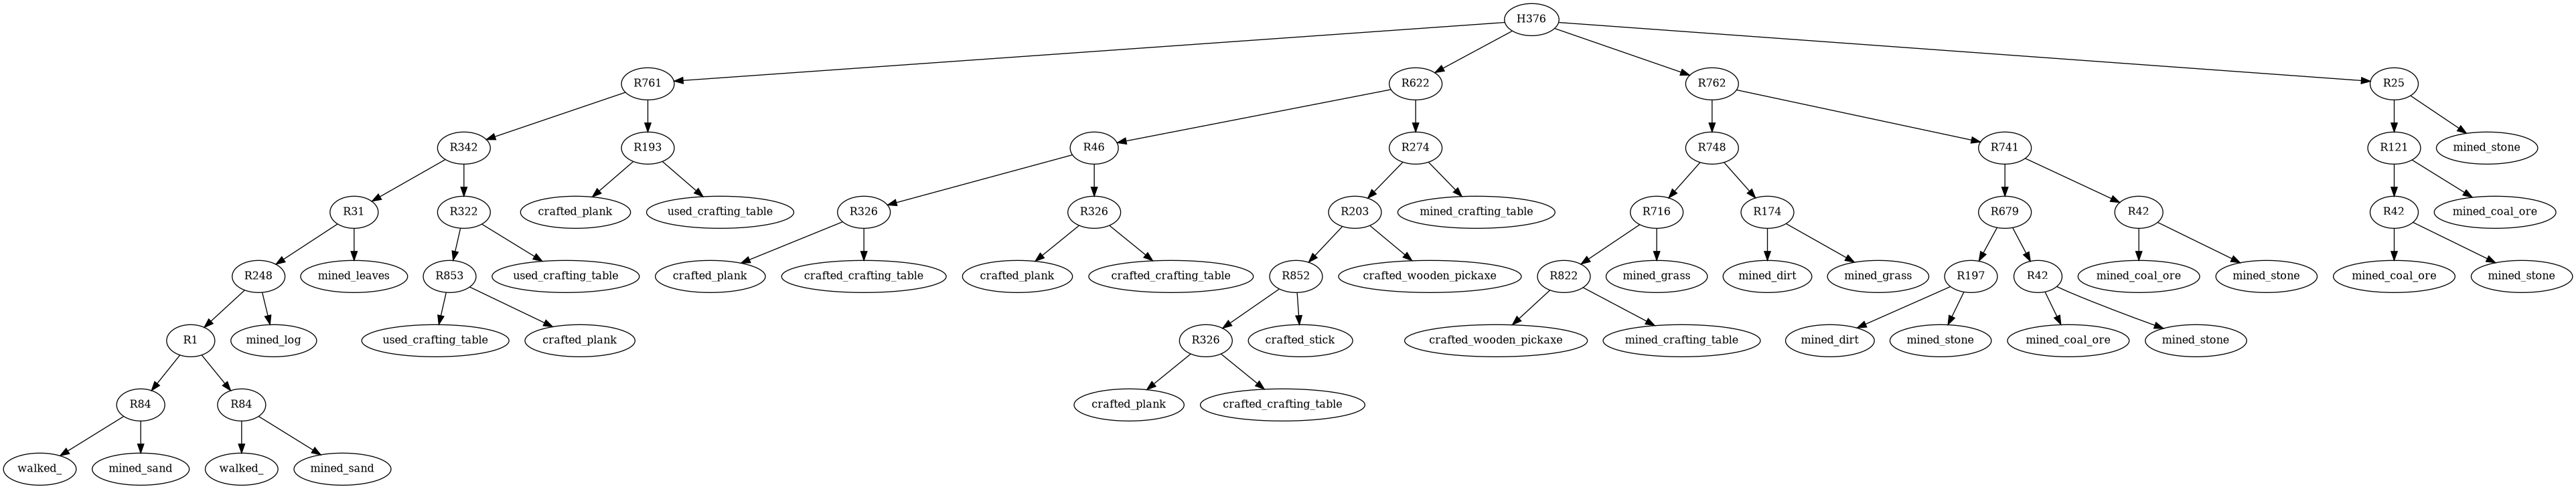 H376
R761
R622
R762
R25
R342
R193
R46
R274
R748
R741
R121
mined_stone
R31
R322
crafted_plank
used_crafting_table
R326
R326
R203
mined_crafting_table
R716
R174
R679
R42
R42
mined_coal_ore
R248
mined_leaves
R853
used_crafting_table
crafted_plank
crafted_crafting_table
crafted_plank
crafted_crafting_table
R852
crafted_wooden_pickaxe
R822
mined_grass
mined_dirt
mined_grass
R197
R42
mined_coal_ore
mined_stone
mined_coal_ore
mined_stone
R1
mined_log
used_crafting_table
crafted_plank
R326
crafted_stick
crafted_wooden_pickaxe
mined_crafting_table
mined_dirt
mined_stone
mined_coal_ore
mined_stone
R84
R84
crafted_plank
crafted_crafting_table
walked_
mined_sand
walked_
mined_sand